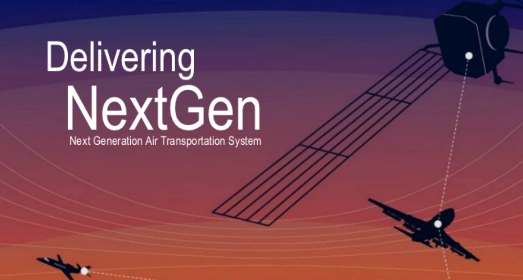 Delivering
NextGen
Next Generation Air Transportation System